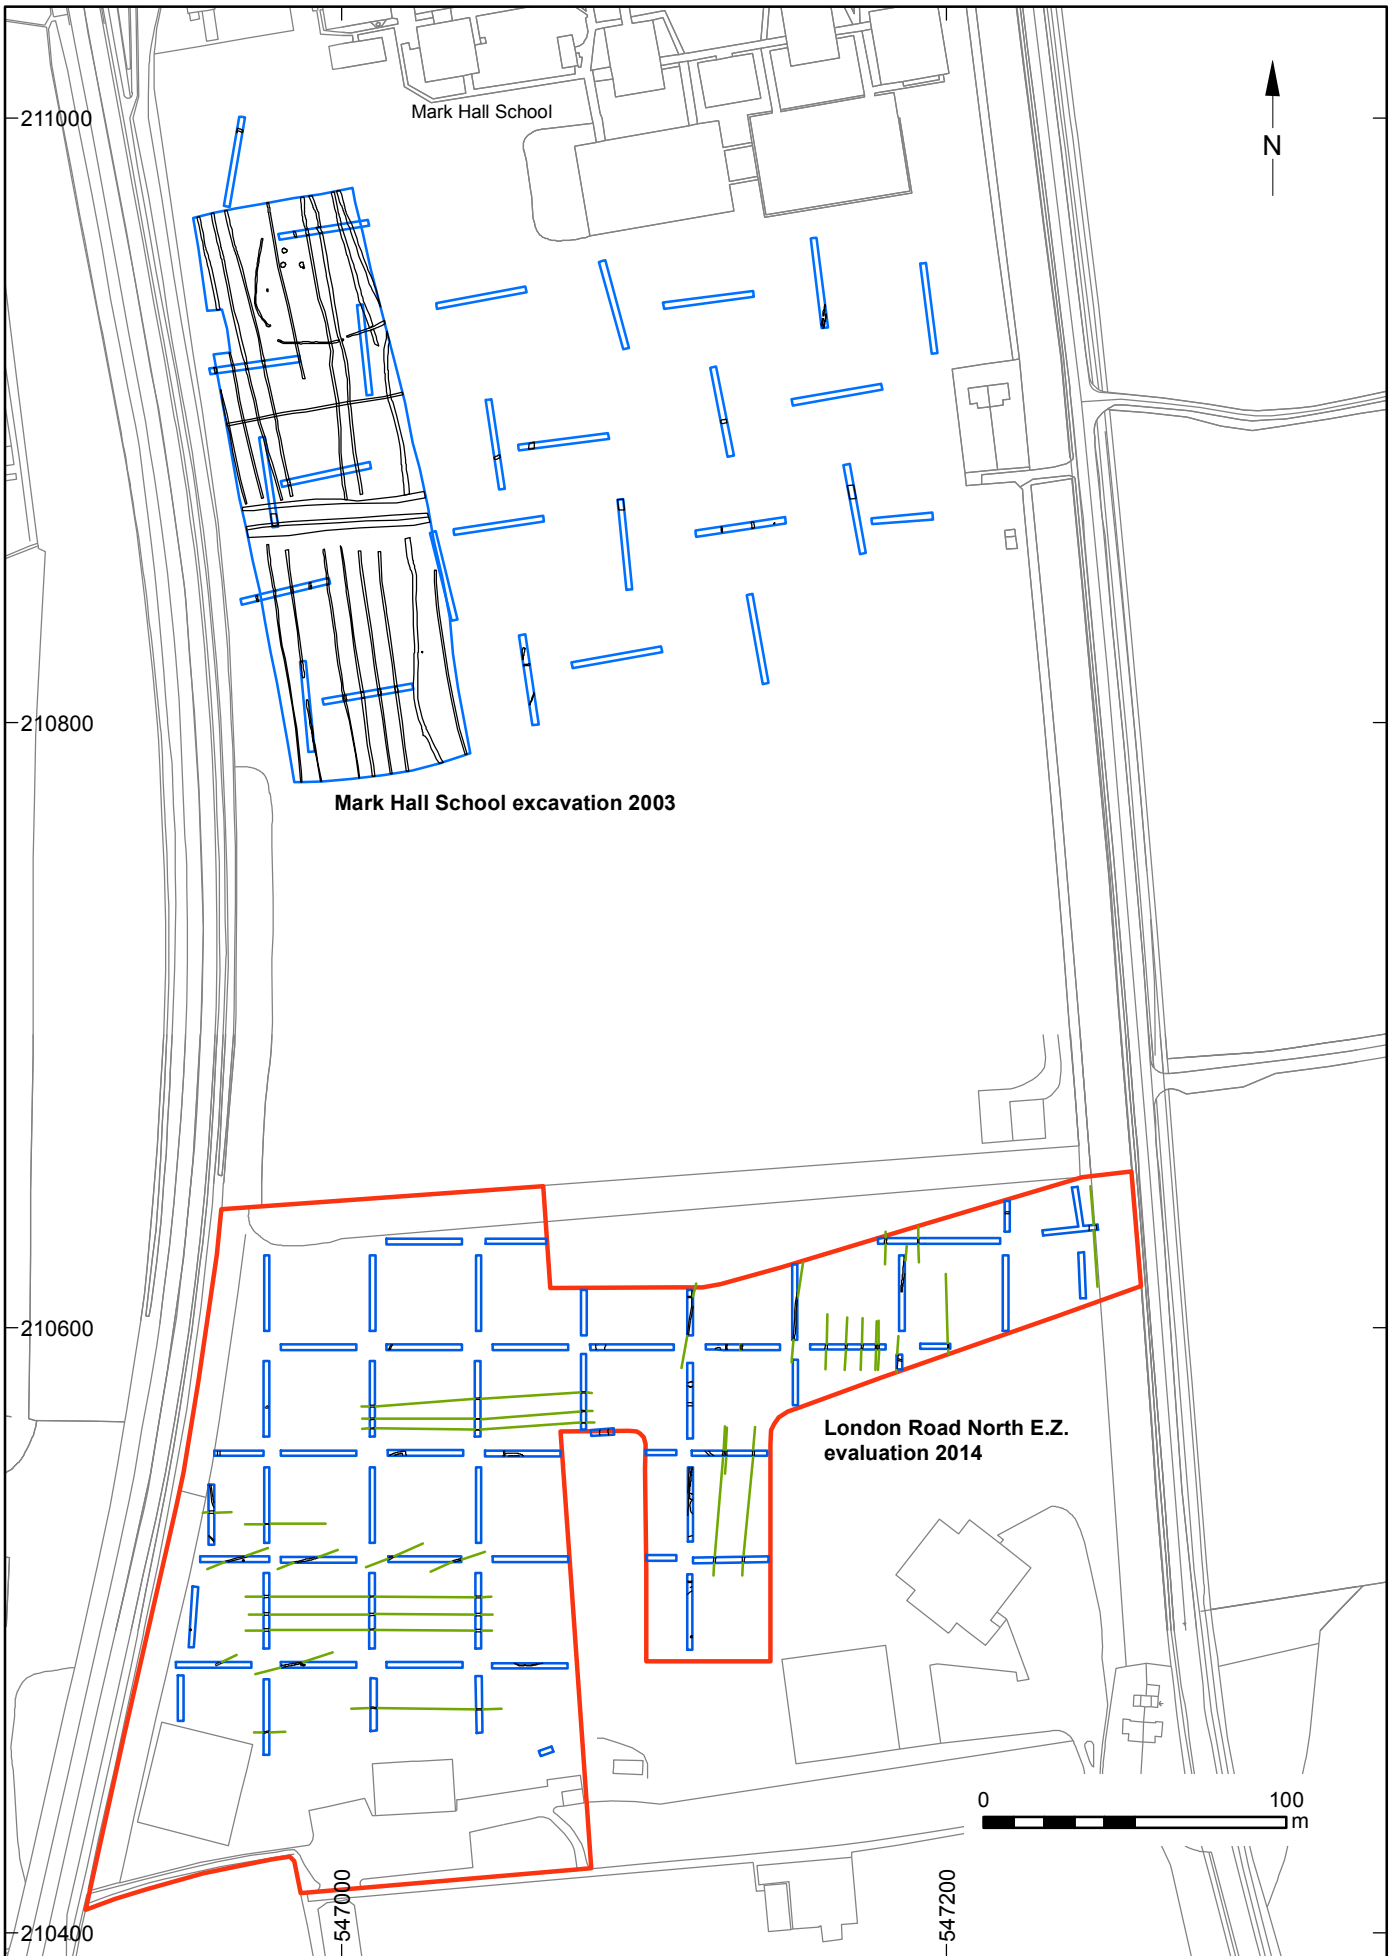 Mark Hall School
211000
N
210800
Mark Hall School excavation 2003
210600
London Road North E.Z.
evaluation 2014
0 100
m
547000
547200
210400